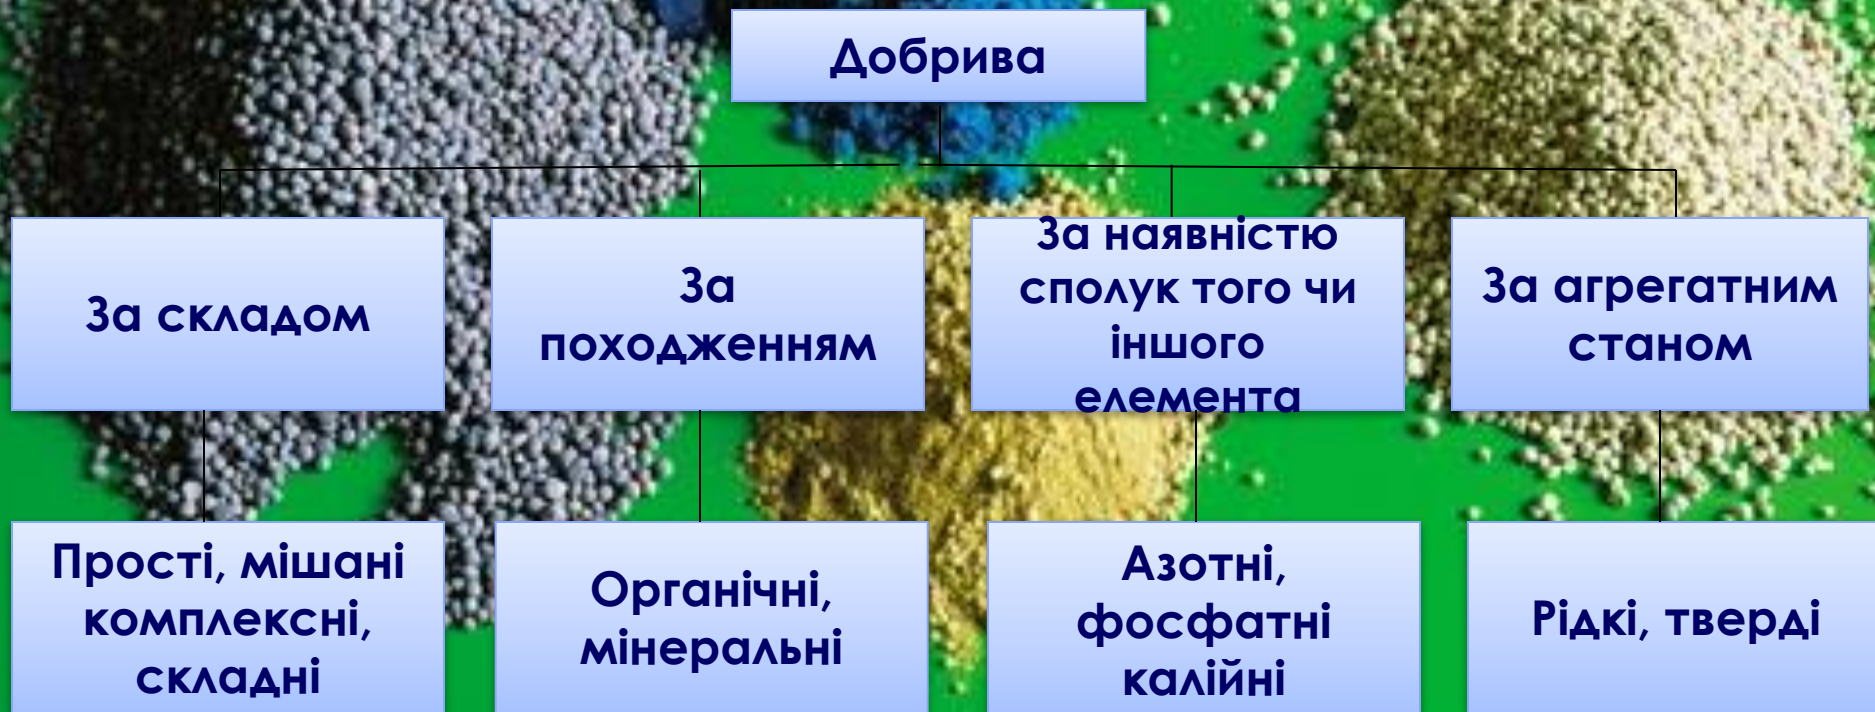 Добрива
За складом
За
походженням
За наявністю
сполук того чи
іншого
елемента
За агрегатним
станом
Прості, мішані
комплексні,
складні
Органічні,
мінеральні
Азотні,
фосфатні
калійні
Рідкі, тверді